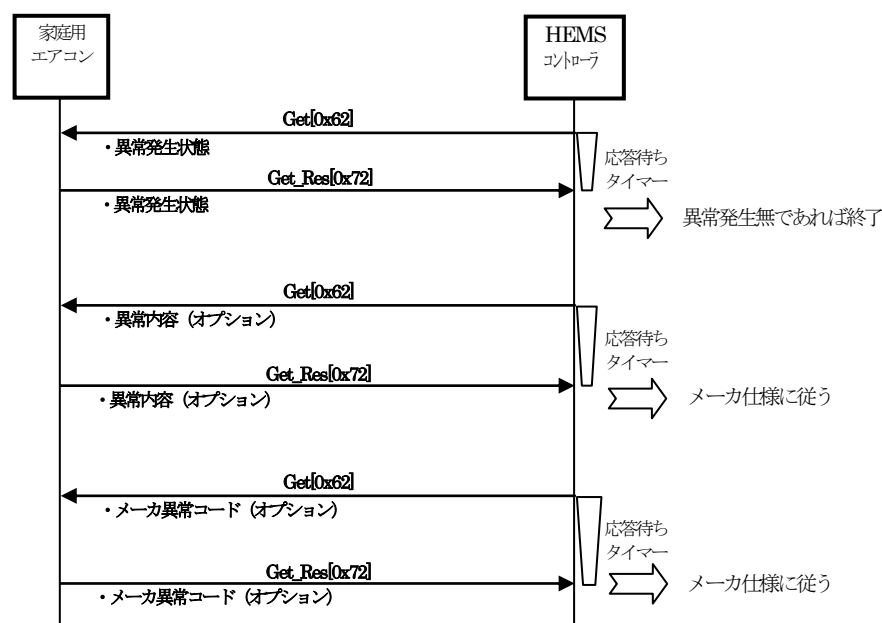 家庭用
エアコン
HEMS
コントローラ
Get[0x62]
・異常発生状態
応答待ち
タイマー
Get_Res[0x72]
・異常発生状態
異常発生無であれば終了
Get[0x62]
・異常内容（オプション）
応答待ち
タイマー
Get_Res[0x72]
・異常内容（オプション）
メーカ仕様に従う
Get[0x62]
・メーカ異常コード（オプション）
応答待ち
タイマー
Get_Res[0x72]
・メーカ異常コード（オプション）
メーカ仕様に従う